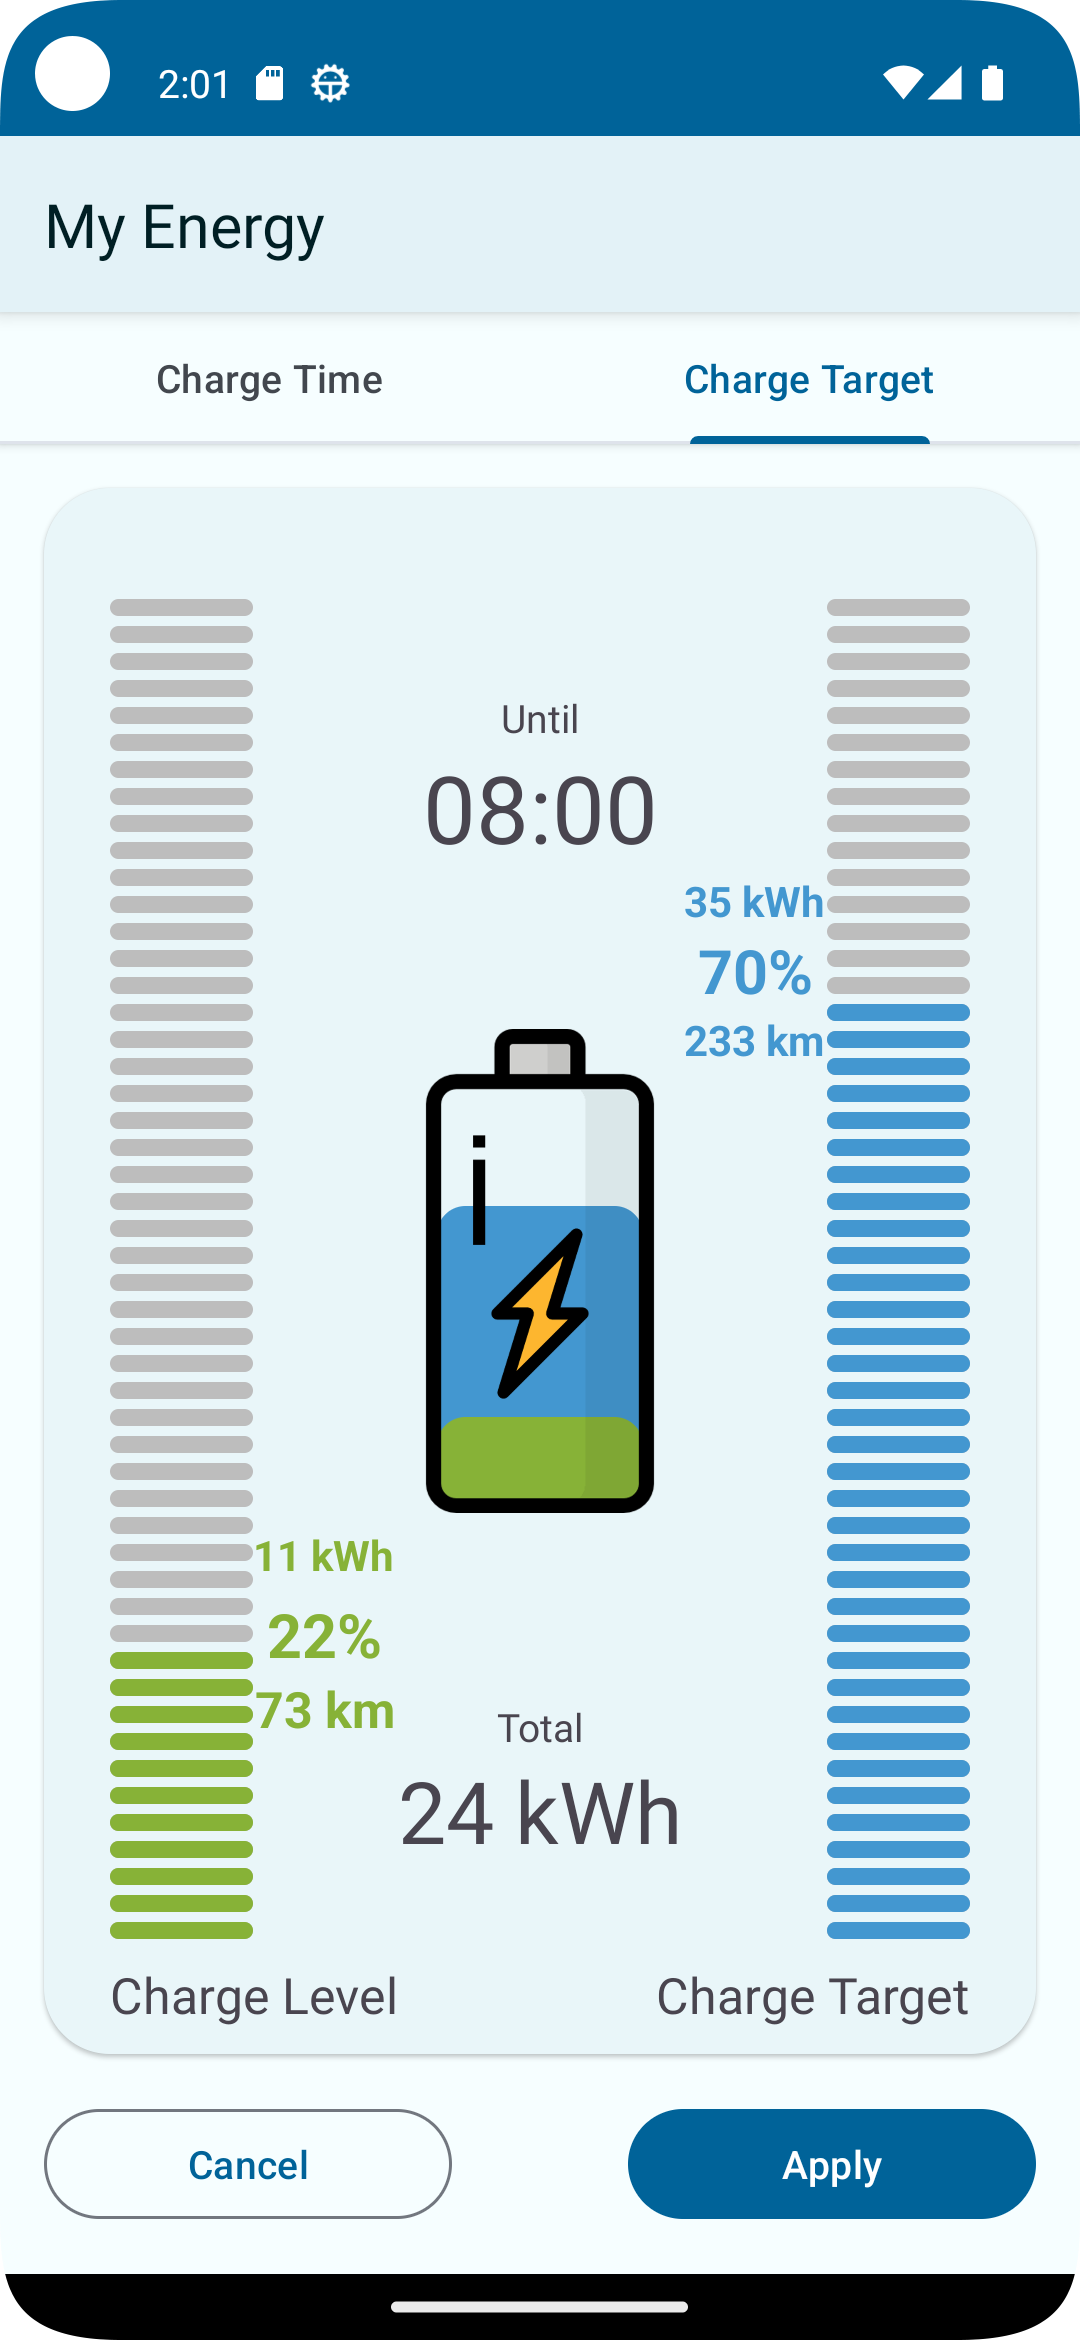 2:01
My Energy
Charge Time
Charge Target
Until
08:00
35 kWh
70%
233 km
i
11 kWh
22%
73 km
Total
24 kWh
Charge Level
Charge Target
Cancel
Apply